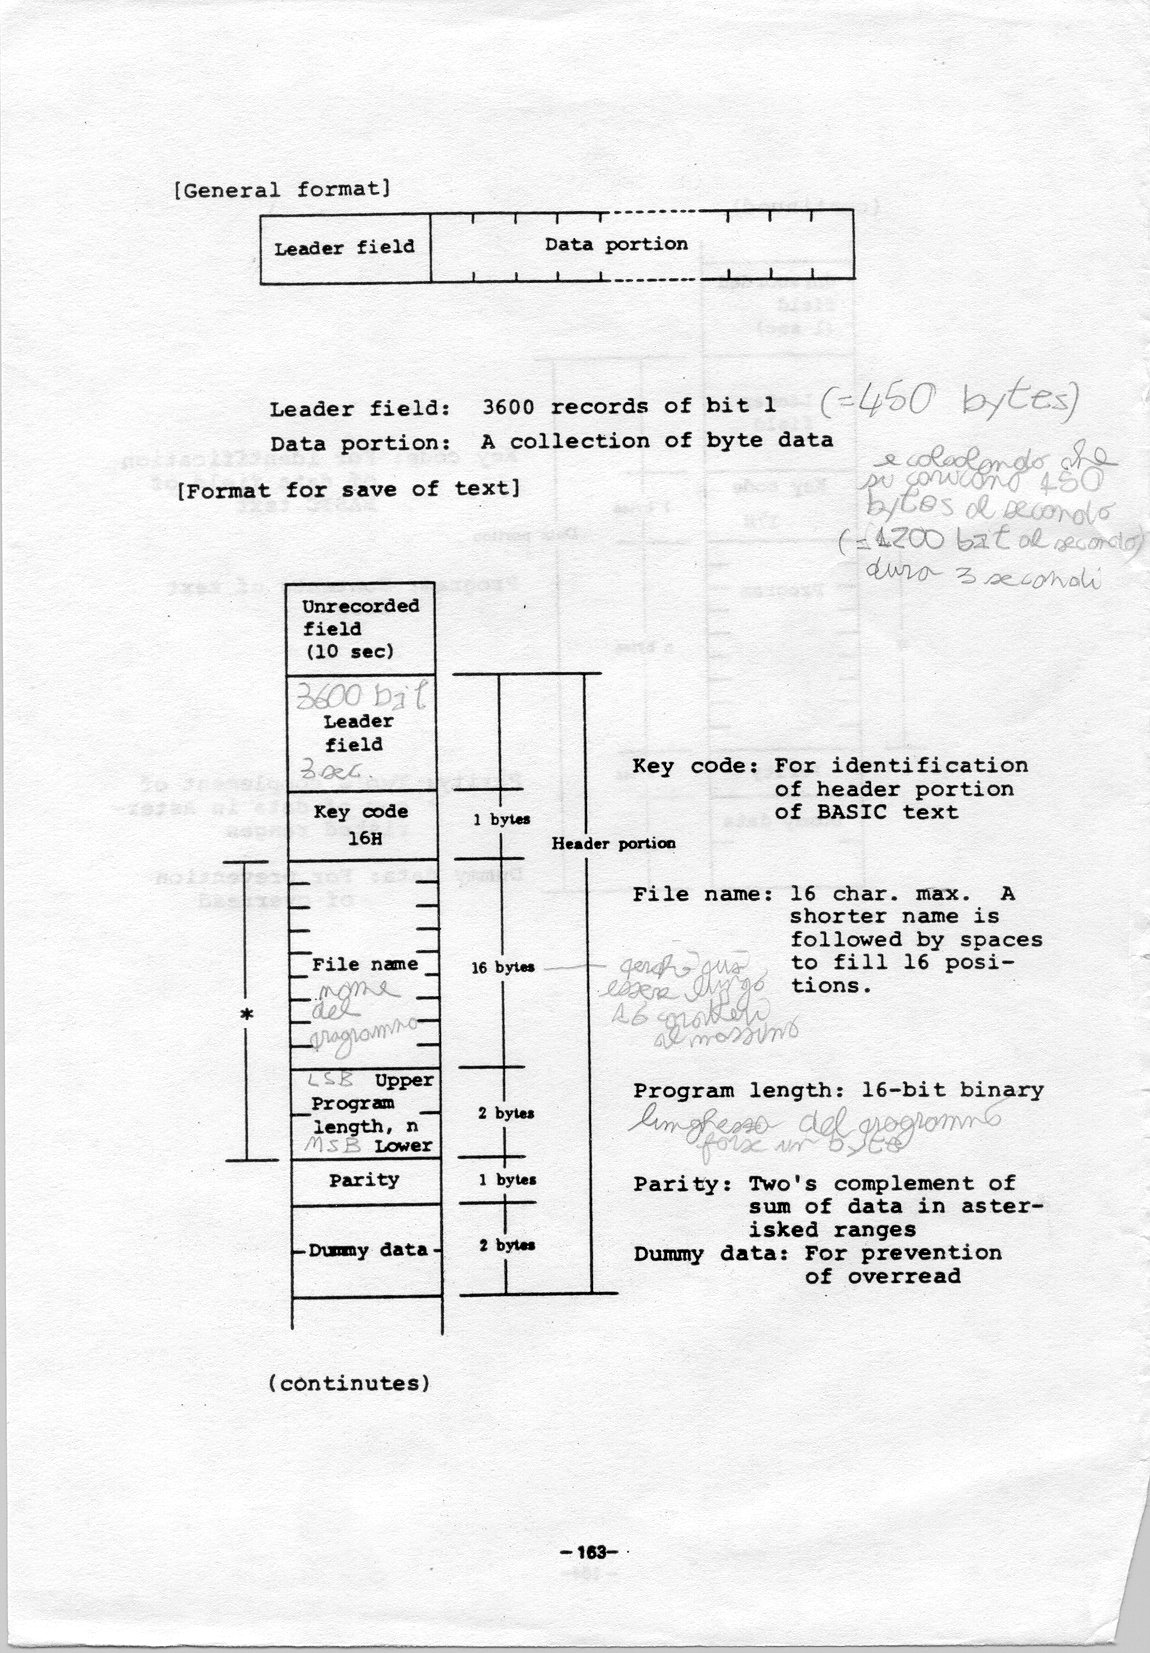 [General format]
Leader field
Data portion
Leader field: 3600 records of bit 1 (=450 bytes)
Data portion: A collection of byte data
e calcolando che
si caricano 450
bytes al secondo
(=1200 bit al secondo)
dura 3 secondi
[Format for save of text]
Unrecorded
field
(10 sec)
3600 bit
Leader
field
3 sec.
Key code
16H
1 bytes
Header portion
Key code: For identification
of header portion
of BASIC text
*
File name
nome
del
programma
16 bytes
perchè può
essere lungo
16 caratteri
al massimo
File name: 16 char. max. A
shorter name is
followed by spaces
to fill 16 posi-
tions.
LSB Upper
Program
length, n
MSB Lower
2 bytes
Program length: 16-bit binary
lunghezza del programma
forse in bytes
Parity
1 bytes
Parity: Two's complement of
sum of data in aster-
isked ranges
Dummy data
2 bytes
Dummy data: For prevention
of overread
(continutes)
-163-